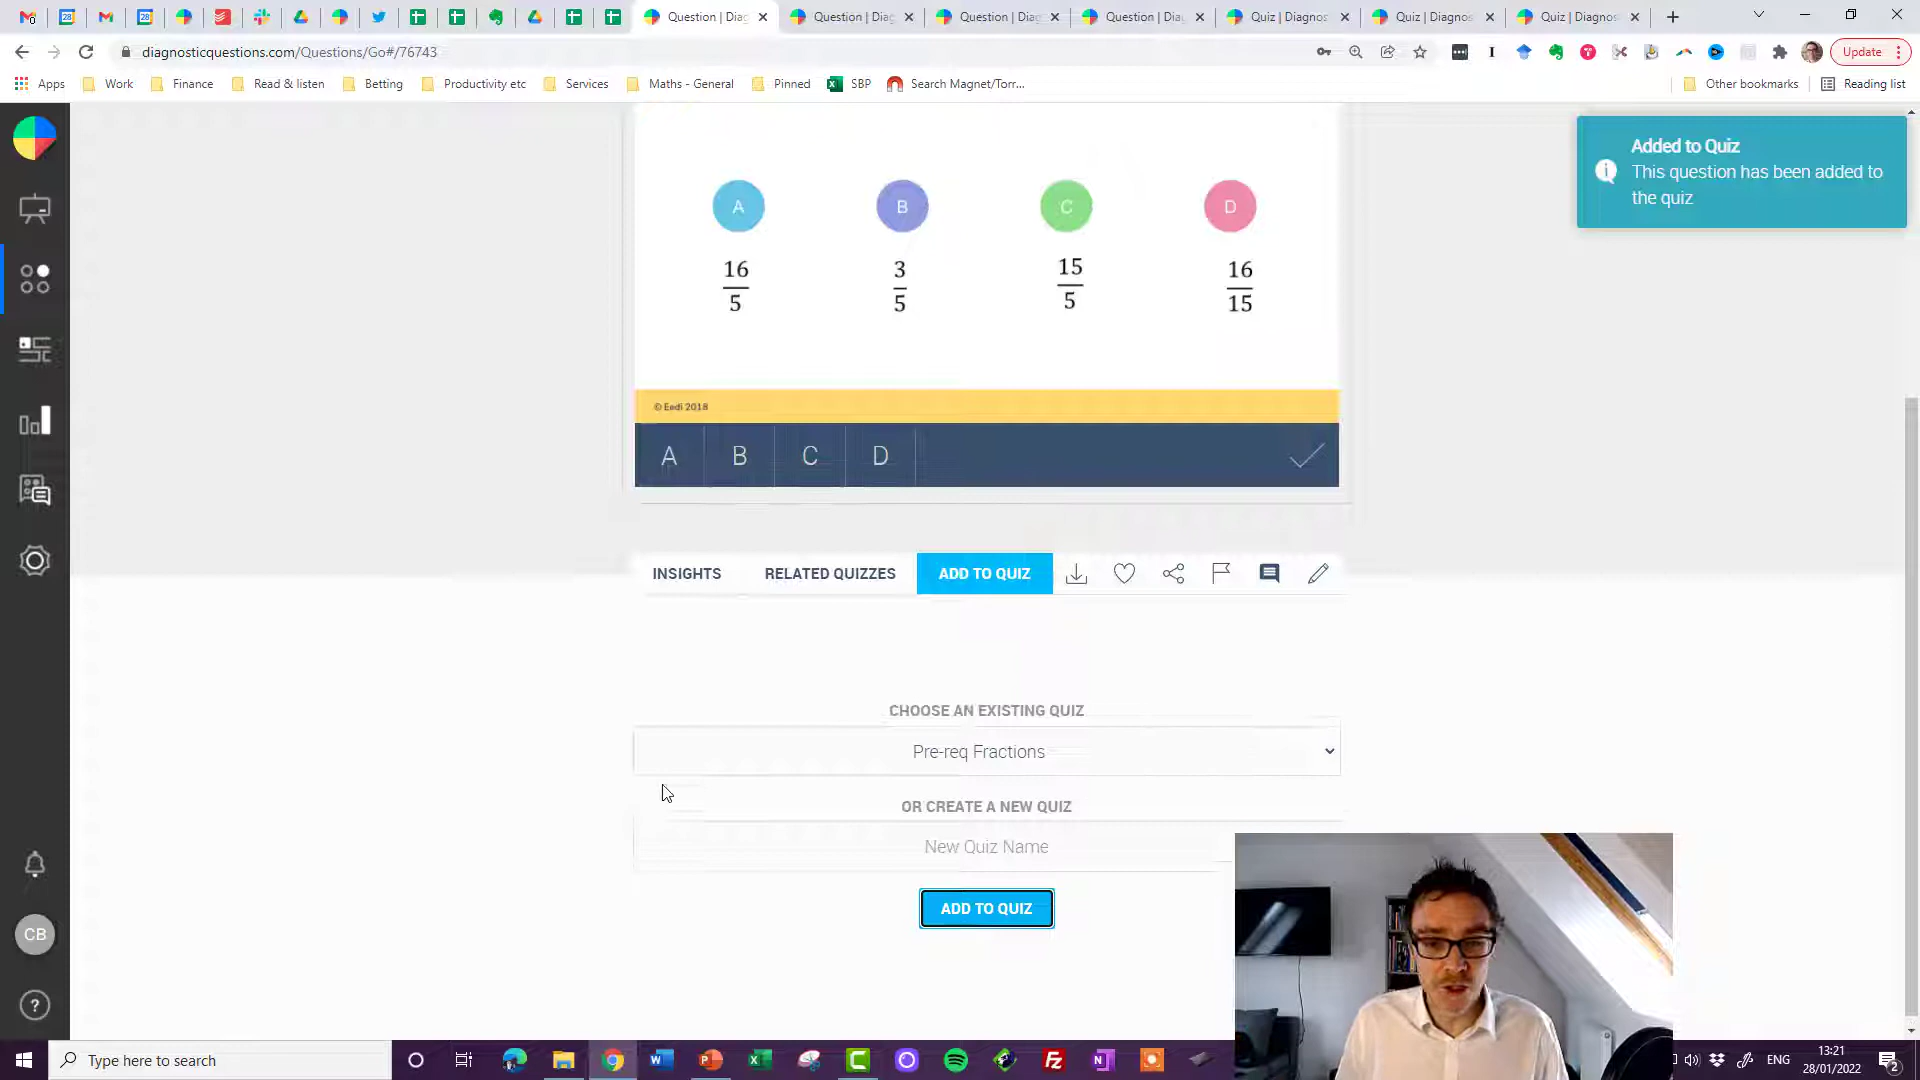 Question | Diag
Question | Diag
Question | Diag
Question | Diag
Quiz | Diagnos
Quiz | Diagnos
Quiz | Diagnos
diagnosticquestions.com/Questions/Go#/76743
Update
Apps
Work
Finance
Read & listen
Betting
Productivity etc
Services
Maths - General
Pinned
SBP
Search Magnet/Torr...
Other bookmarks
Reading list
Added to Quiz
This question has been added to
the quiz
A B C D
16/5 3/5 15/5 16/15
© Eedi 2018
A B C D
INSIGHTS RELATED QUIZZES ADD TO QUIZ
CHOOSE AN EXISTING QUIZ
Pre-req Fractions
OR CREATE A NEW QUIZ
New Quiz Name
ADD TO QUIZ
CB
?
Type here to search
ENG
13:21
28/01/2022
2